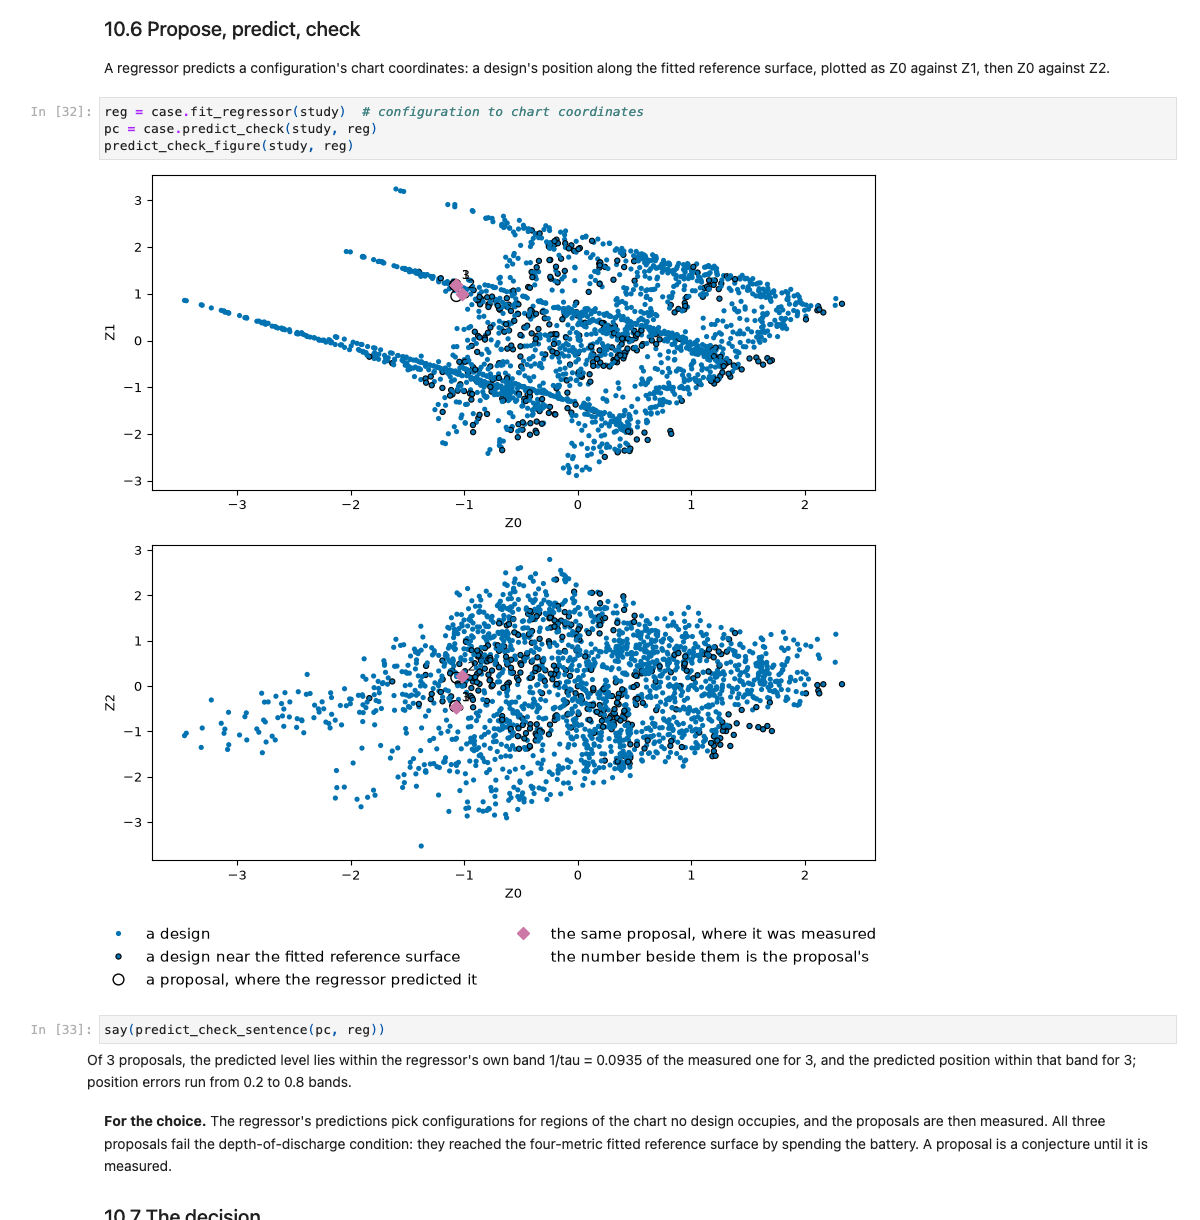 10.6 Propose, predict, check
A regressor predicts a configuration's chart coordinates: a design's position along the fitted reference surface, plotted as Z0 against Z1, then Z0 against Z2.
In [32]:
reg = case.fit_regressor(study)  # configuration to chart coordinates
pc = case.predict_check(study, reg)
predict_check_figure(study, reg)
3
2
1
0
−1
−2
−3
Z1
3
−3
−2
−1
0
1
2
Z0
3
2
1
0
−1
−2
−3
Z2
−3
−2
−1
0
1
2
Z0
a design
a design near the fitted reference surface
a proposal, where the regressor predicted it
the same proposal, where it was measured
the number beside them is the proposal's
In [33]:
say(predict_check_sentence(pc, reg))
Of 3 proposals, the predicted level lies within the regressor's own band 1/tau = 0.0935 of the measured one for 3, and the predicted position within that band for 3;
position errors run from 0.2 to 0.8 bands.
For the choice. The regressor's predictions pick configurations for regions of the chart no design occupies, and the proposals are then measured. All three
proposals fail the depth-of-discharge condition: they reached the four-metric fitted reference surface by spending the battery. A proposal is a conjecture until it is
measured.
10.7 The decision